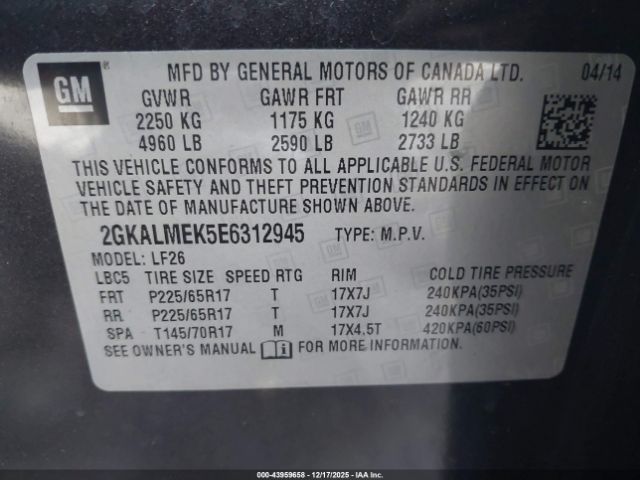 GM
MFD BY GENERAL MOTORS OF CANADA LTD. 04/14
GVWR GAWR FRT GAWR RR
2250 KG 1175 KG 1240 KG
4960 LB 2590 LB 2733 LB
THIS VEHICLE CONFORMS TO ALL APPLICABLE U.S. FEDERAL MOTOR
VEHICLE SAFETY AND THEFT PREVENTION STANDARDS IN EFFECT ON
THE DATE OF MANUFACTURE SHOWN ABOVE.
2GKALMEK5E6312945 TYPE: M.P.V.
MODEL: LF26
LBC5 TIRE SIZE SPEED RTG RIM COLD TIRE PRESSURE
FRT P225/65R17 T 17X7J 240KPA(35PSI)
RR P225/65R17 T 17X7J 240KPA(35PSI)
SPA T145/70R17 M 17X4.5T 420KPA(60PSI)
SEE OWNER'S MANUAL FOR MORE INFORMATION.
000-43959658 - 12/17/2025 - IAAI.COM